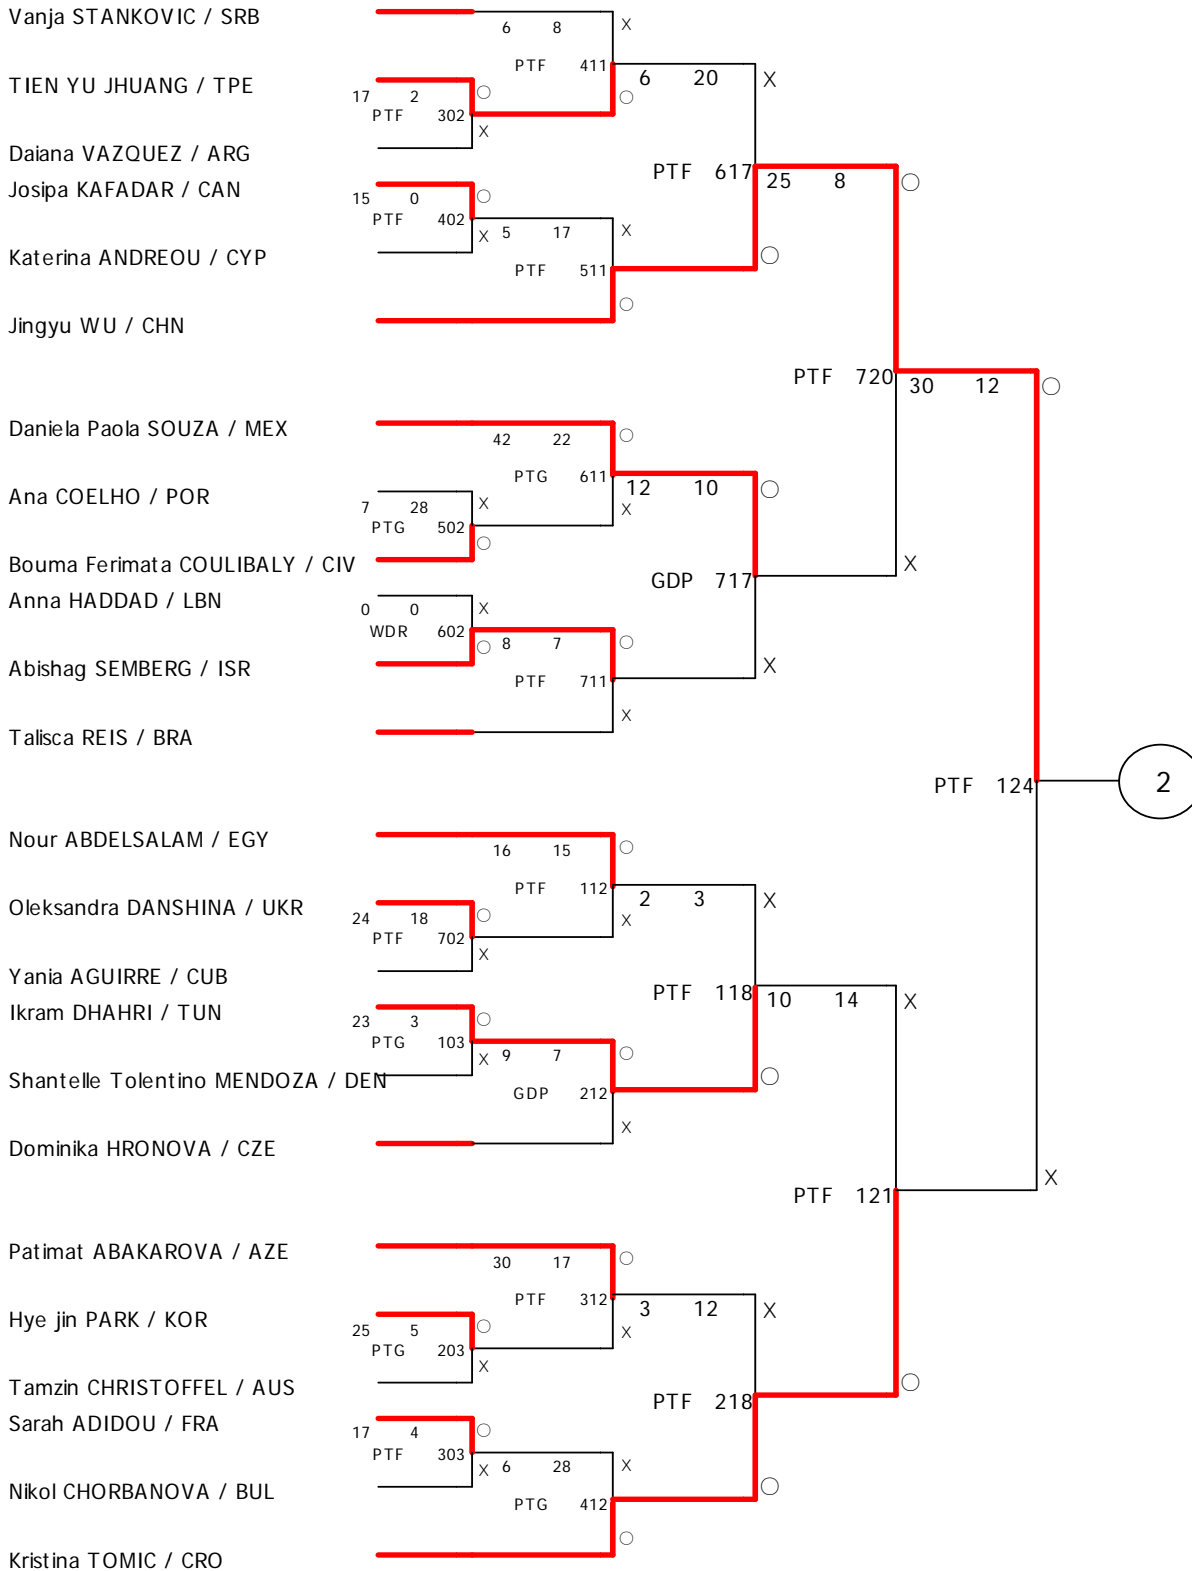 Vanja STANKOVIC / SRB
6 8 X
PTF 411
6 20 X
TIEN YU JHUANG / TPE
17 2 O
PTF 302
O
X
Daiana VAZQUEZ / ARG
PTF 617
25 8 O
Josipa KAFADAR / CAN
15 0 O
PTF 402
X 5 17 X
Katerina ANDREOU / CYP
PTF 511
O
O
Jingyu WU / CHN
PTF 720
30 12 O
Daniela Paola SOUZA / MEX
42 22 O
PTG 611
12 10 O
Ana COELHO / POR
7 28 X
PTG 502
X
O
Bouma Ferimata COULIBALY / CIV
GDP 717
X
Anna HADDAD / LBN
0 0 X
WDR 602
O 8 7 O
Abishag SEMBERG / ISR
PTF 711
X
X
Talisca REIS / BRA
PTF 124
2
Nour ABDELSALAM / EGY
16 15 O
PTF 112
2 3 X
Oleksandra DANSHINA / UKR
24 18 O
PTF 702
X
X
Yania AGUIRRE / CUB
PTF 118
10 14 X
Ikram DHAHRI / TUN
23 3 O
PTG 103
X 9 7 O
Shantelle Tolentino MENDOZA / DEN
GDP 212
O
X
Dominika HRONOVA / CZE
PTF 121
X
Patimat ABAKAROVA / AZE
30 17 O
PTF 312
3 12 X
Hye jin PARK / KOR
25 5 O
PTG 203
X
X
Tamzin CHRISTOFFEL / AUS
PTF 218
O
Sarah ADIDOU / FRA
17 4 O
PTF 303
X 6 28 X
Nikol CHORBANOVA / BUL
PTG 412
O
O
Kristina TOMIC / CRO